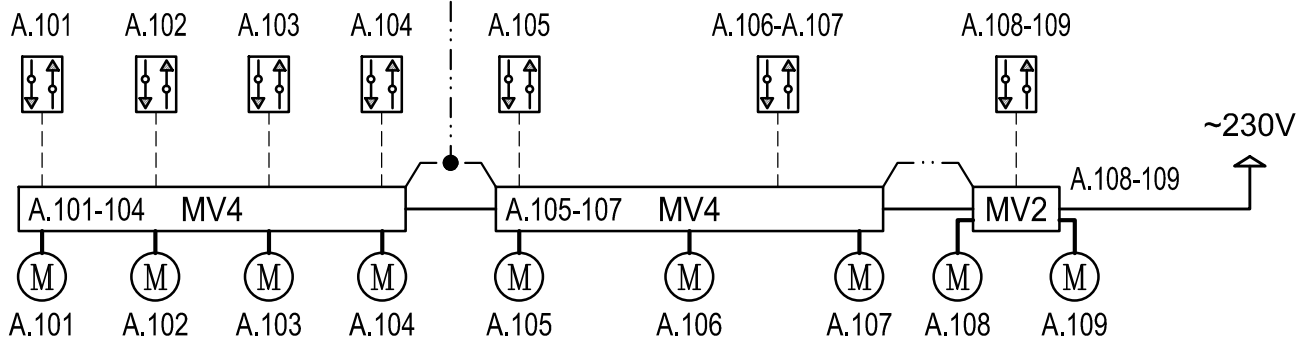 A.101 A.102 A.103 A.104 A.105 A.106-A.107 A.108-109
~230V
A.108-109
A.101-104 MV4 A.105-107 MV4 MV2
M M M M M M M M M
A.101 A.102 A.103 A.104 A.105 A.106 A.107 A.108 A.109